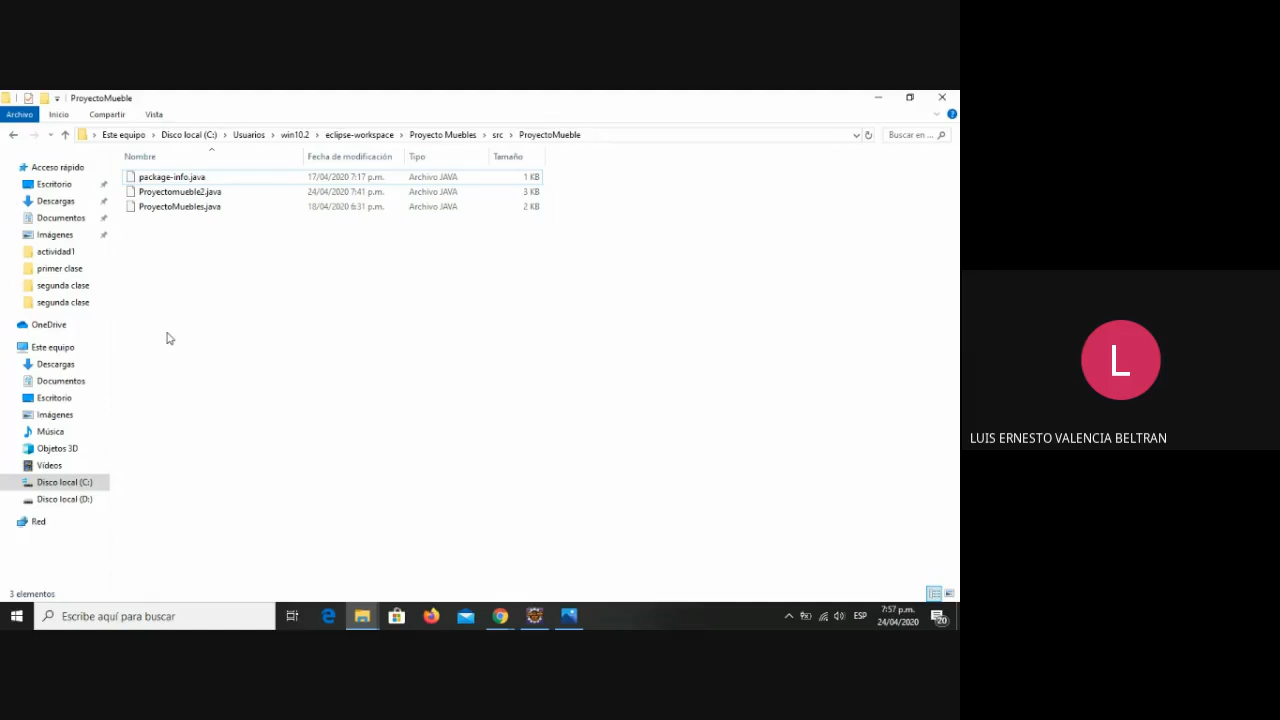 ProyectoMueble
Archivo Inicio Compartir Vista
Este equipo > Disco local (C:) > Usuarios > win10.2 > eclipse-workspace > Proyecto Muebles > src > ProyectoMueble
Buscar en ...
Nombre Fecha de modificación Tipo Tamaño
package-info.java 17/04/2020 7:17 p.m. Archivo JAVA 1 KB
Proyectomueble2.java 24/04/2020 7:41 p.m. Archivo JAVA 3 KB
ProyectoMuebles.java 18/04/2020 6:31 p.m. Archivo JAVA 2 KB
Acceso rápido
Escritorio
Descargas
Documentos
Imágenes
actividad1
primer clase
segunda clase
segunda clase
OneDrive
Este equipo
Descargas
Documentos
Escritorio
Imágenes
Música
Objetos 3D
Vídeos
Disco local (C:)
Disco local (D:)
Red
3 elementos
Escribe aquí para buscar
ESP
7:57 p.m.
24/04/2020
20
L
LUIS ERNESTO VALENCIA BELTRAN